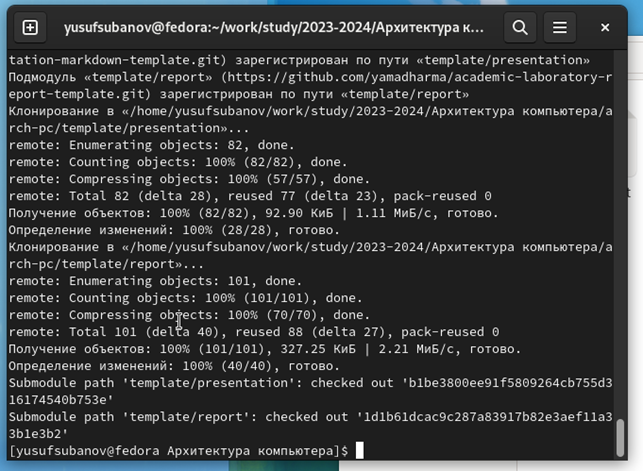 yusufsubanov@fedora:~/work/study/2023-2024/Архитектура к...
tation-markdown-template.git) зарегистрирован по пути «template/presentation»
Подмодуль «template/report» (https://github.com/yamadharma/academic-laboratory-r
eport-template.git) зарегистрирован по пути «template/report»
Клонирование в «/home/yusufsubanov/work/study/2023-2024/Архитектура компьютера/a
rch-pc/template/presentation»...
remote: Enumerating objects: 82, done.
remote: Counting objects: 100% (82/82), done.
remote: Compressing objects: 100% (57/57), done.
remote: Total 82 (delta 28), reused 77 (delta 23), pack-reused 0
Получение объектов: 100% (82/82), 92.90 КиБ | 1.11 МиБ/с, готово.
Определение изменений: 100% (28/28), готово.
Клонирование в «/home/yusufsubanov/work/study/2023-2024/Архитектура компьютера/a
rch-pc/template/report»...
remote: Enumerating objects: 101, done.
remote: Counting objects: 100% (101/101), done.
remote: Compressing objects: 100% (70/70), done.
remote: Total 101 (delta 40), reused 88 (delta 27), pack-reused 0
Получение объектов: 100% (101/101), 327.25 КиБ | 2.21 МиБ/с, готово.
Определение изменений: 100% (40/40), готово.
Submodule path 'template/presentation': checked out 'b1be3800ee91f5809264cb755d3
16174540b753e'
Submodule path 'template/report': checked out '1d1b61dcac9c287a83917b82e3aef11a3
3b1e3b2'
[yusufsubanov@fedora Архитектура компьютера]$